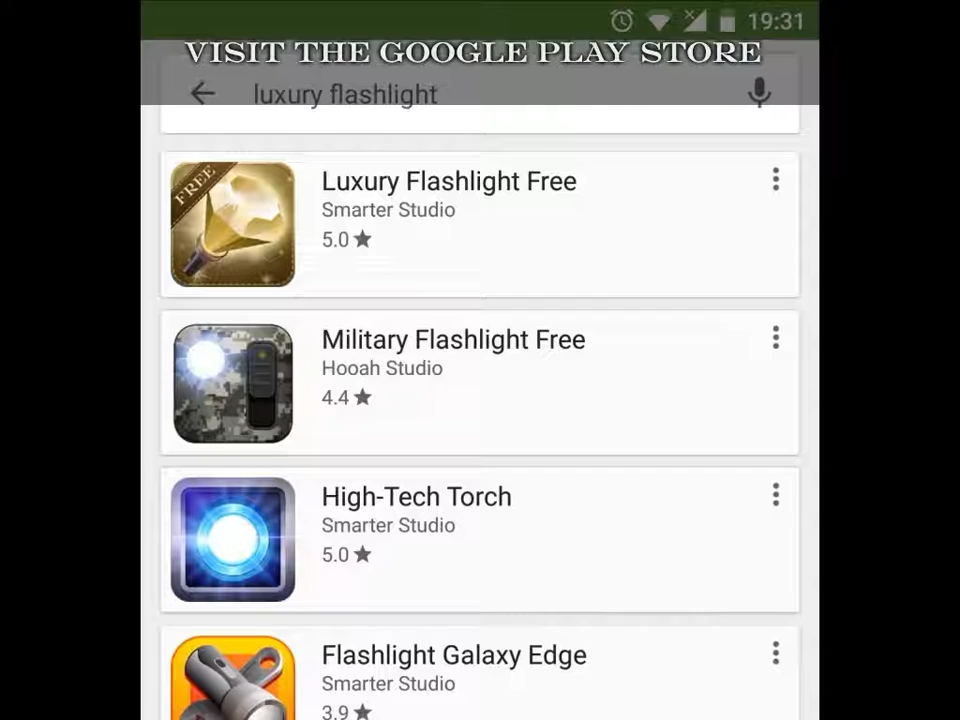 19:31
VISIT THE GOOGLE PLAY STORE
luxury flashlight
FREE
Luxury Flashlight Free
Smarter Studio
5.0
Military Flashlight Free
Hooah Studio
4.4
High-Tech Torch
Smarter Studio
5.0
Flashlight Galaxy Edge
Smarter Studio
3.9